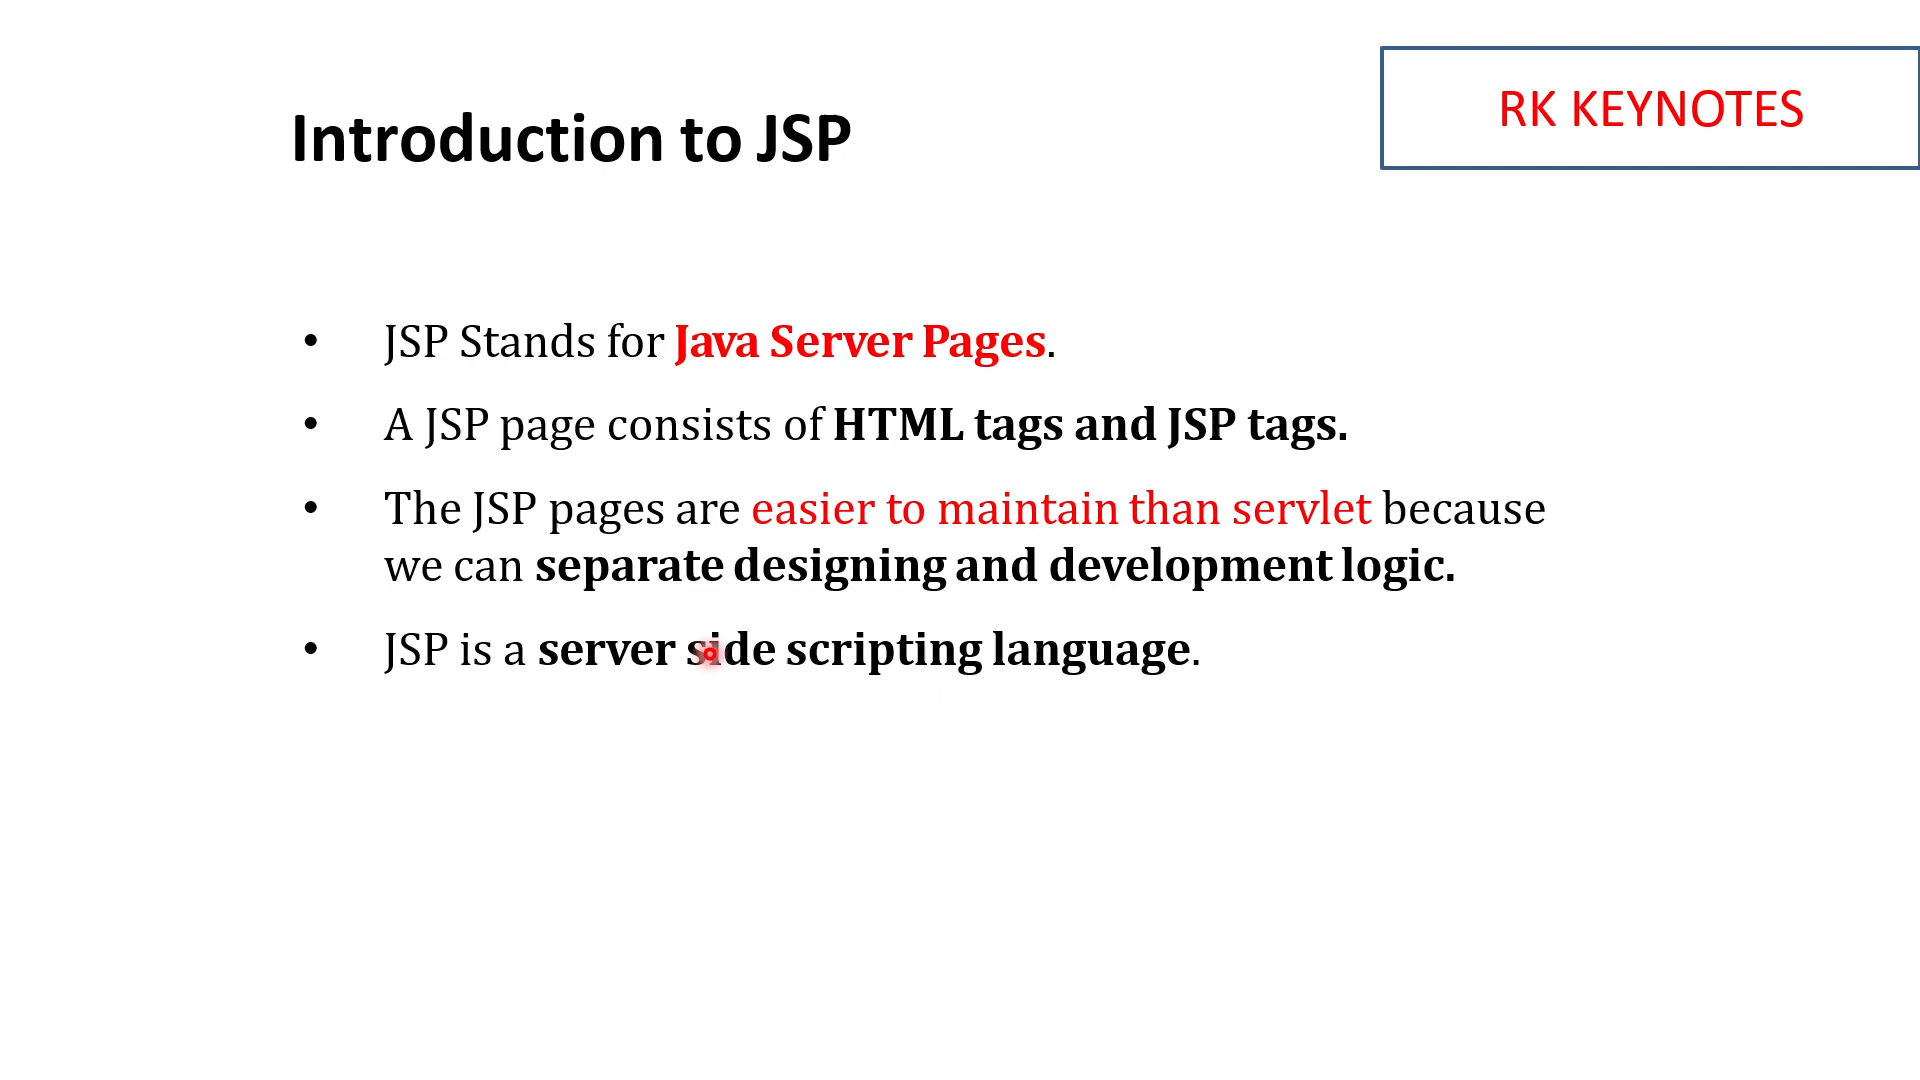 RK KEYNOTES
Introduction to JSP
• JSP Stands for Java Server Pages.
• A JSP page consists of HTML tags and JSP tags.
• The JSP pages are easier to maintain than servlet because
we can separate designing and development logic.
• JSP is a server side scripting language.